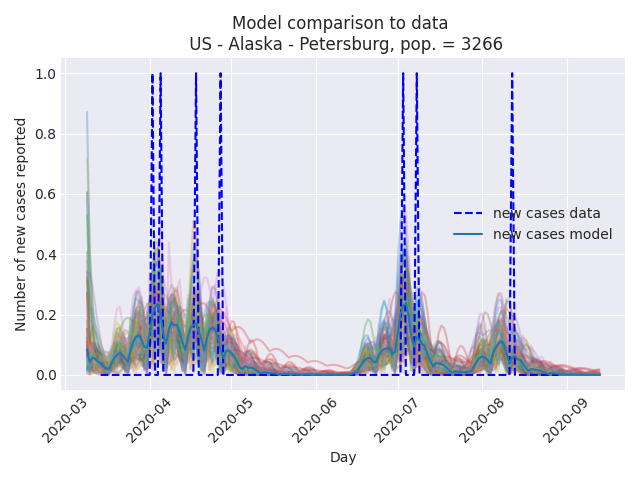 Model comparison to data
US - Alaska - Petersburg, pop. = 3266
Number of new cases reported
1.0
0.8
0.6
0.4
0.2
0.0
new cases data
new cases model
2020-03
2020-04
2020-05
2020-06
2020-07
2020-08
2020-09
Day